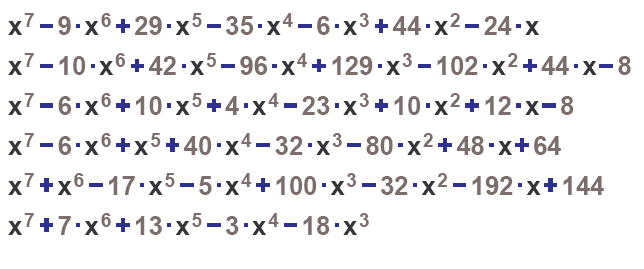 x⁷−9·x⁶+29·x⁵−35·x⁴−6·x³+44·x²−24·x
x⁷−10·x⁶+42·x⁵−96·x⁴+129·x³−102·x²+44·x−8
x⁷−6·x⁶+10·x⁵+4·x⁴−23·x³+10·x²+12·x−8
x⁷−6·x⁶+x⁵+40·x⁴−32·x³−80·x²+48·x+64
x⁷+x⁶−17·x⁵−5·x⁴+100·x³−32·x²−192·x+144
x⁷+7·x⁶+13·x⁵−3·x⁴−18·x³